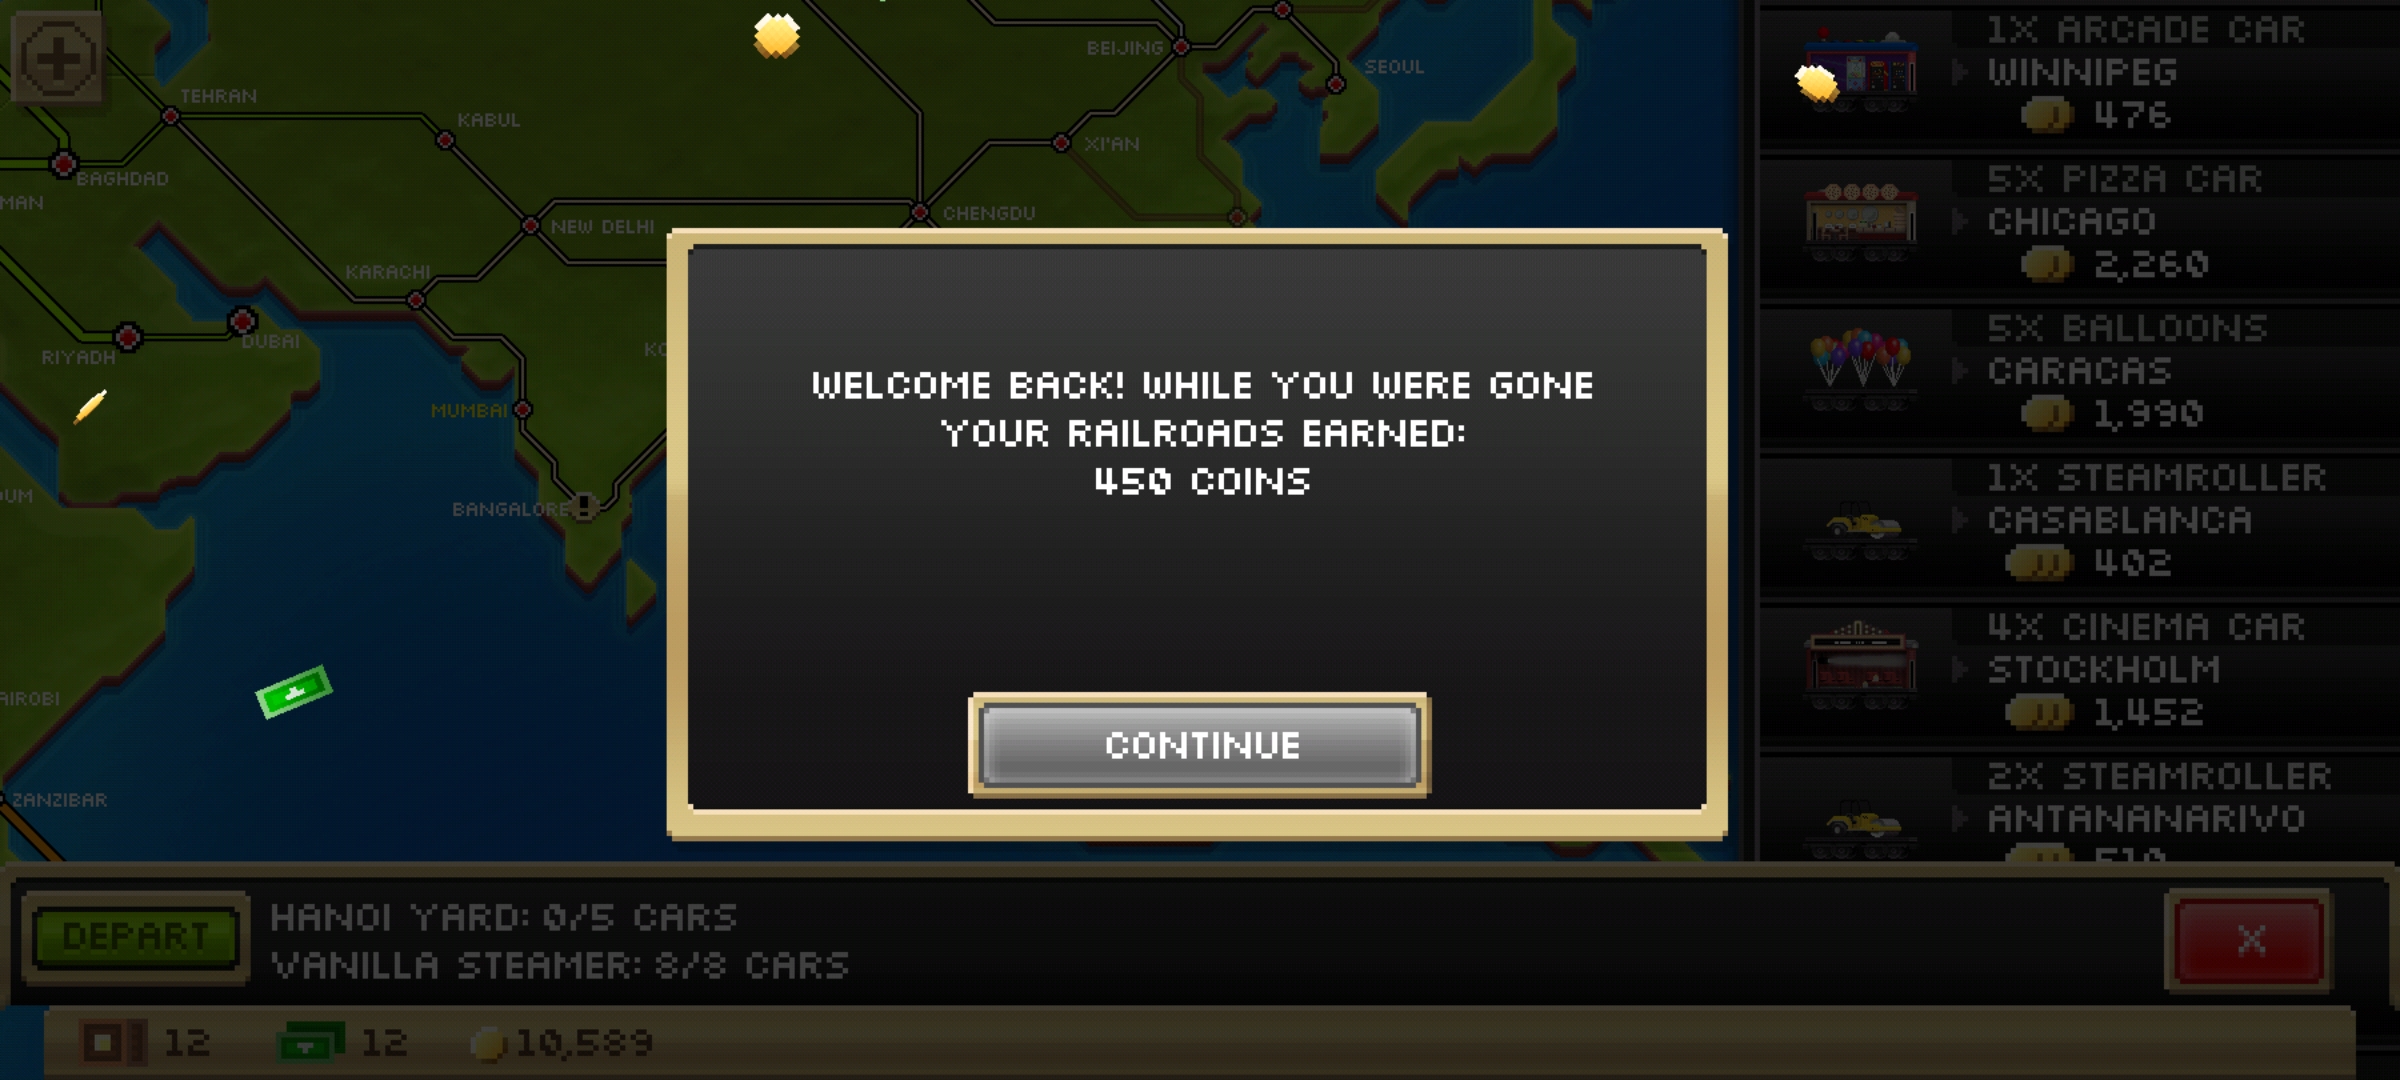 BEIJING
SEOUL
TEHRAN
KABUL
XI'AN
BAGHDAD
MAN
CHENGDU
NEW DELHI
KARACHI
DUBAI
RIYADH
KO
MUMBAI
BANGALORE
!
OUM
AIROBI
ZANZIBAR
WELCOME BACK! WHILE YOU WERE GONE
YOUR RAILROADS EARNED:
450 COINS
CONTINUE
1X ARCADE CAR
WINNIPEG
476
5X PIZZA CAR
CHICAGO
2,260
5X BALLOONS
CARACAS
1,990
1X STEAMROLLER
CASABLANCA
402
4X CINEMA CAR
STOCKHOLM
1,452
2X STEAMROLLER
ANTANANARIVO
510
DEPART
HANOI YARD: 0/5 CARS
VANILLA STEAMER: 8/8 CARS
X
12
12
10,589